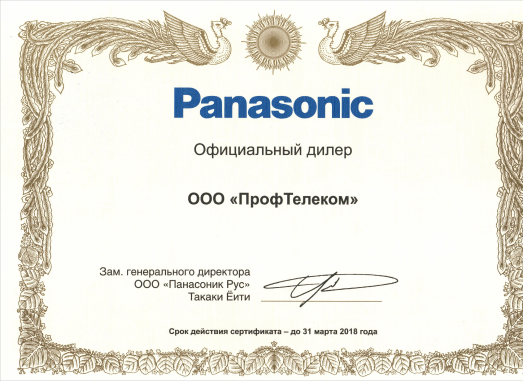 Panasonic
Официальный дилер
ООО «ПрофТелеком»
Зам. генерального директора
ООО «Панасоник Рус»
Такаки Ёити
Срок действия сертификата – до 31 марта 2018 года